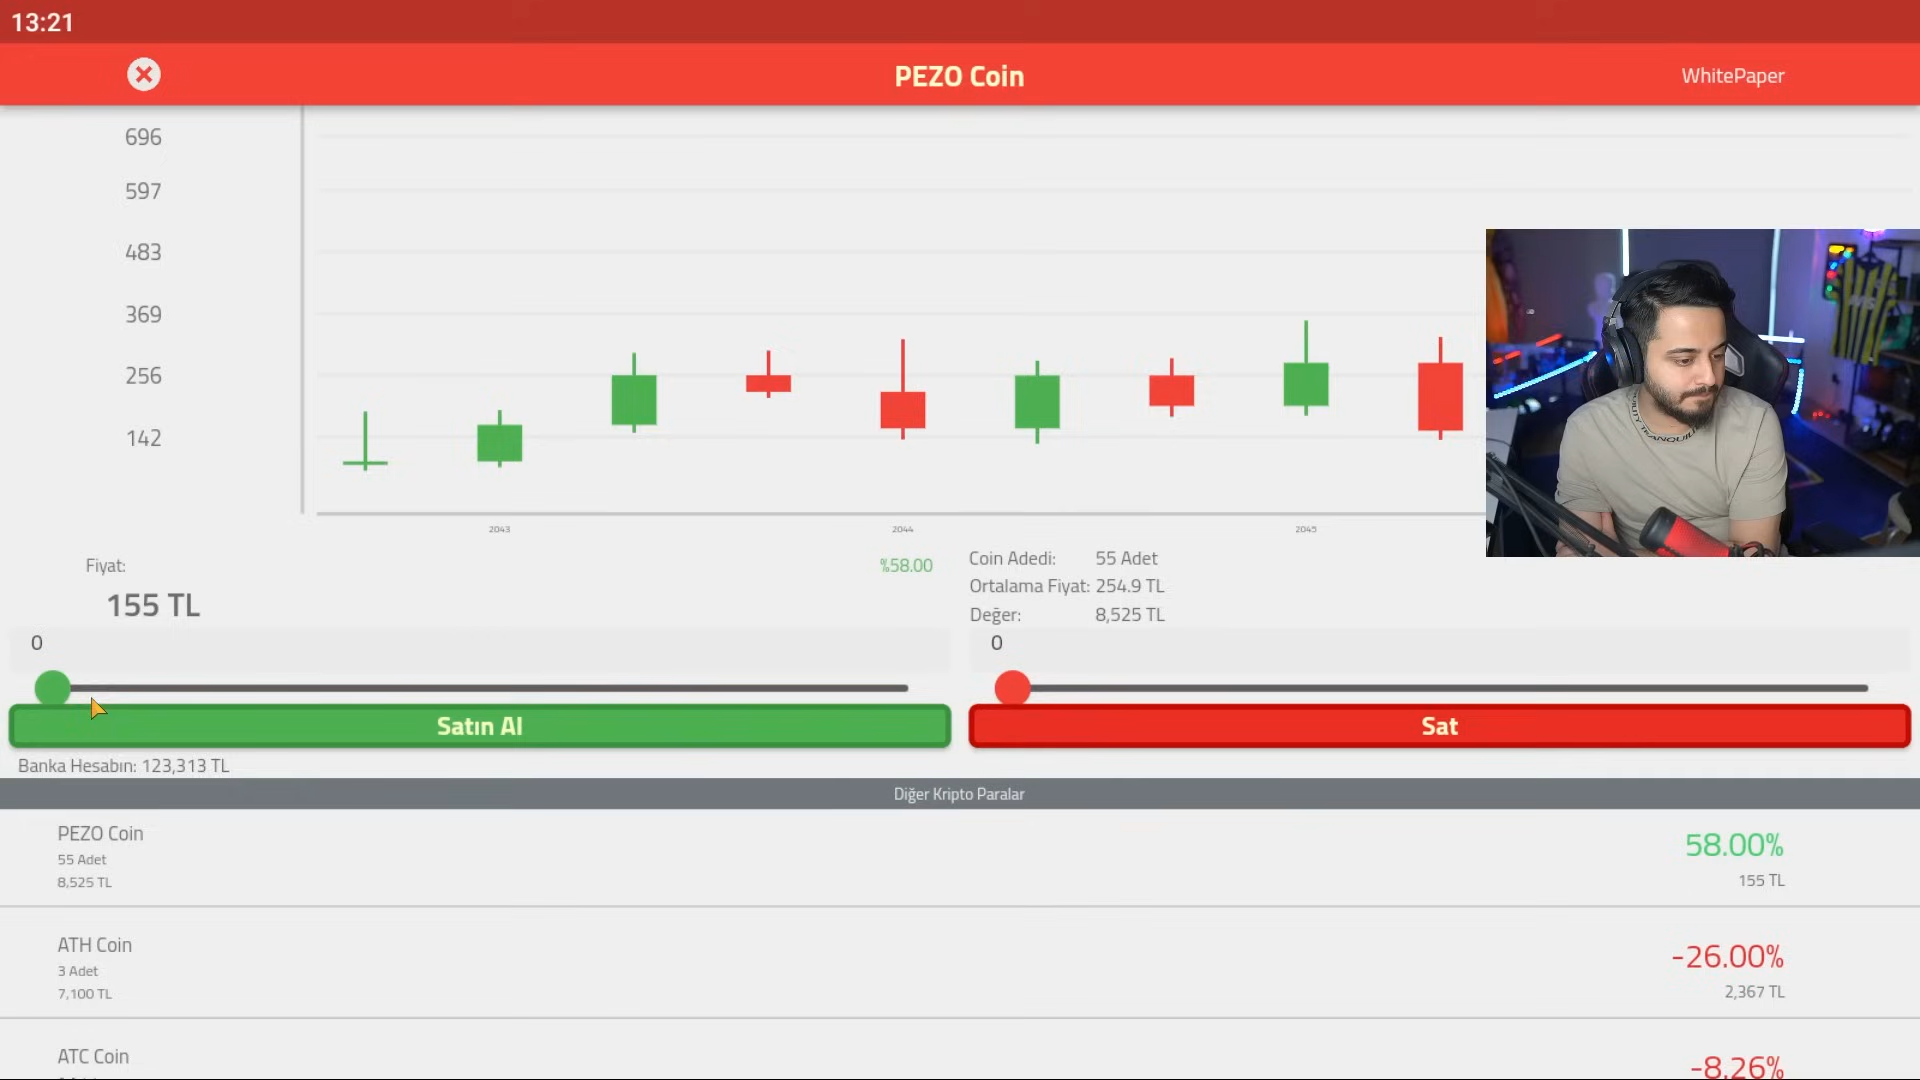 13:21
PEZO Coin
WhitePaper
696
597
483
369
256
142
2043
2044
2045
Fiyat:
%58.00
155 TL
0
Satın Al
Banka Hesabın: 123,313 TL
Coin Adedi: 55 Adet
Ortalama Fiyat: 254.9 TL
Değer: 8,525 TL
0
Sat
Diğer Kripto Paralar
PEZO Coin
55 Adet
8,525 TL
58.00%
155 TL
ATH Coin
3 Adet
7,100 TL
-26.00%
2,367 TL
ATC Coin
-8.26%